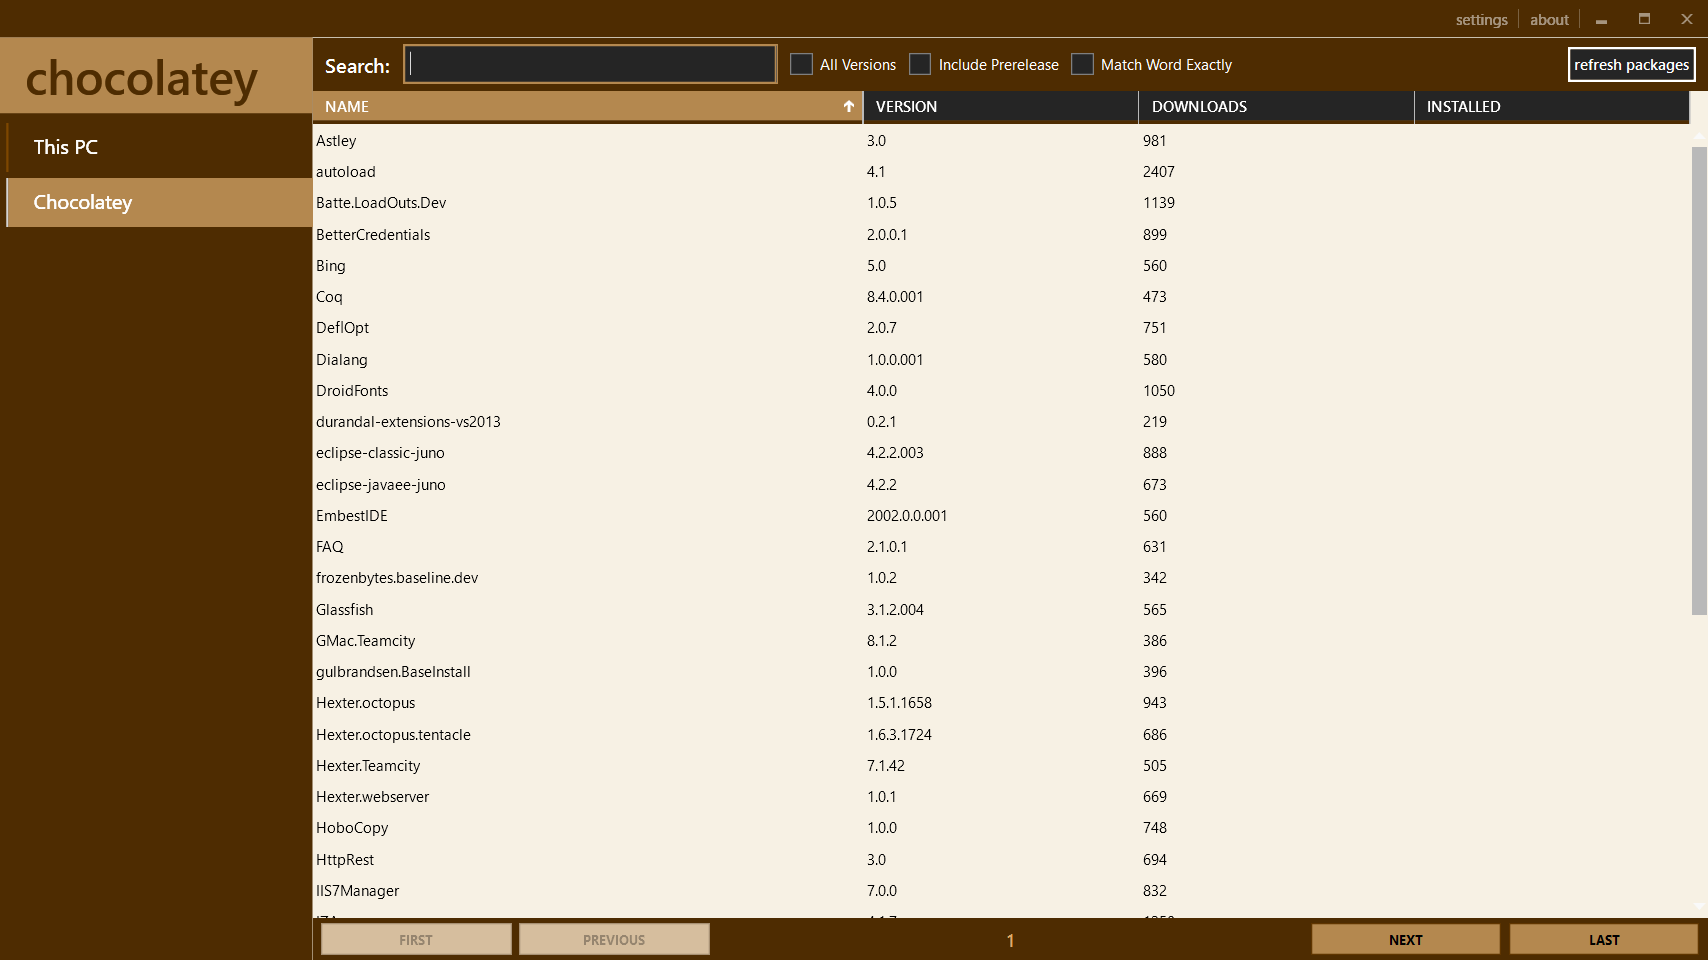 settings about
chocolatey
Search: All Versions Include Prerelease Match Word Exactly refresh packages
NAME VERSION DOWNLOADS INSTALLED
This PC
Chocolatey
Astley 3.0 981
autoload 4.1 2407
Batte.LoadOuts.Dev 1.0.5 1139
BetterCredentials 2.0.0.1 899
Bing 5.0 560
Coq 8.4.0.001 473
DeflOpt 2.0.7 751
Dialang 1.0.0.001 580
DroidFonts 4.0.0 1050
durandal-extensions-vs2013 0.2.1 219
eclipse-classic-juno 4.2.2.003 888
eclipse-javaee-juno 4.2.2 673
EmbestIDE 2002.0.0.001 560
FAQ 2.1.0.1 631
frozenbytes.baseline.dev 1.0.2 342
Glassfish 3.1.2.004 565
GMac.Teamcity 8.1.2 386
gulbrandsen.BaseInstall 1.0.0 396
Hexter.octopus 1.5.1.1658 943
Hexter.octopus.tentacle 1.6.3.1724 686
Hexter.Teamcity 7.1.42 505
Hexter.webserver 1.0.1 669
HoboCopy 1.0.0 748
HttpRest 3.0 694
IIS7Manager 7.0.0 832
FIRST PREVIOUS 1 NEXT LAST